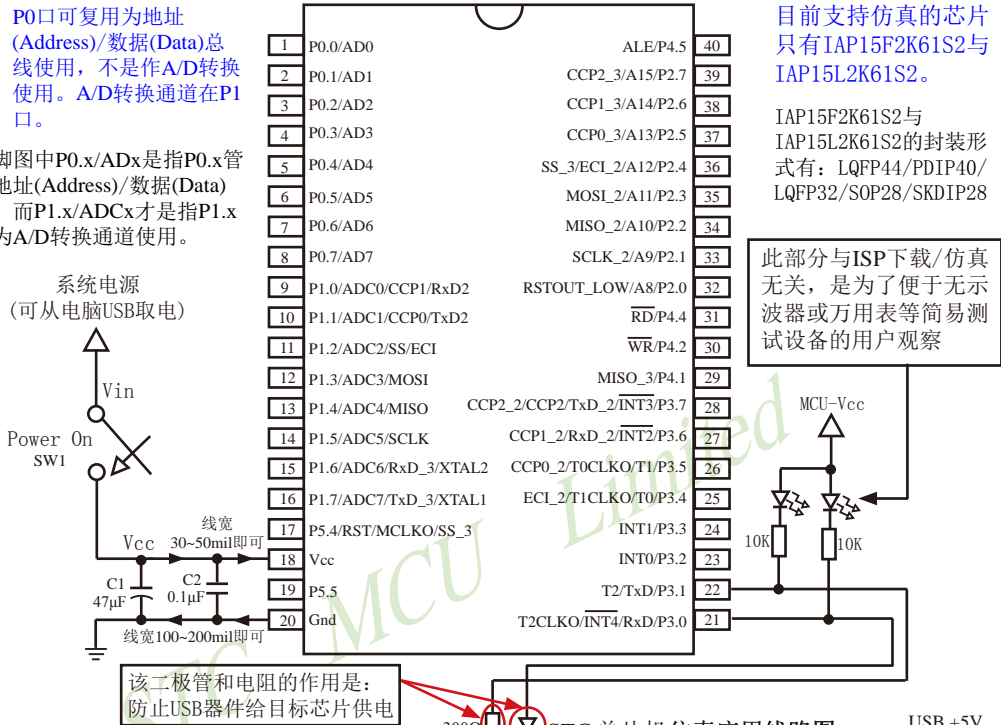 P0口可复用为地址
(Address)/数据(Data)总
线使用，不是作A/D转换
使用。A/D转换通道在P1
口。
脚图中P0.x/ADx是指P0.x管
地址(Address)/数据(Data)
而P1.x/ADCx才是指P1.x
为A/D转换通道使用。
系统电源
(可从电脑USB取电)
Vin
Power On
SW1
Vcc
线宽
30~50mil即可
C1
47μF
C2
0.1μF
线宽100~200mil即可
1 P0.0/AD0
2 P0.1/AD1
3 P0.2/AD2
4 P0.3/AD3
5 P0.4/AD4
6 P0.5/AD5
7 P0.6/AD6
8 P0.7/AD7
9 P1.0/ADC0/CCP1/RxD2
10 P1.1/ADC1/CCP0/TxD2
11 P1.2/ADC2/SS/ECI
12 P1.3/ADC3/MOSI
13 P1.4/ADC4/MISO
14 P1.5/ADC5/SCLK
15 P1.6/ADC6/RxD_3/XTAL2
16 P1.7/ADC7/TxD_3/XTAL1
17 P5.4/RST/MCLKO/SS_3
18 Vcc
19 P5.5
20 Gnd
ALE/P4.5 40
CCP2_3/A15/P2.7 39
CCP1_3/A14/P2.6 38
CCP0_3/A13/P2.5 37
SS_3/ECI_2/A12/P2.4 36
MOSI_2/A11/P2.3 35
MISO_2/A10/P2.2 34
SCLK_2/A9/P2.1 33
RSTOUT_LOW/A8/P2.0 32
RD/P4.4 31
WR/P4.2 30
MISO_3/P4.1 29
CCP2_2/CCP2/TxD_2/INT3/P3.7 28
CCP1_2/RxD_2/INT2/P3.6 27
CCP0_2/T0CLKO/T1/P3.5 26
ECI_2/T1CLKO/T0/P3.4 25
INT1/P3.3 24
INT0/P3.2 23
T2/TxD/P3.1 22
T2CLKO/INT4/RxD/P3.0 21
目前支持仿真的芯片
只有IAP15F2K61S2与
IAP15L2K61S2。
IAP15F2K61S2与
IAP15L2K61S2的封装形
式有：LQFP44/PDIP40/
LQFP32/SOP28/SKDIP28
此部分与ISP下载/仿真
无关，是为了便于无示
波器或万用表等简易测
试设备的用户观察
MCU-Vcc
10K
10K
STC MCU Limited
该二极管和电阻的作用是：
防止USB器件给目标芯片供电
300Ω
STC 单片机仿真应用线路图
USB +5V